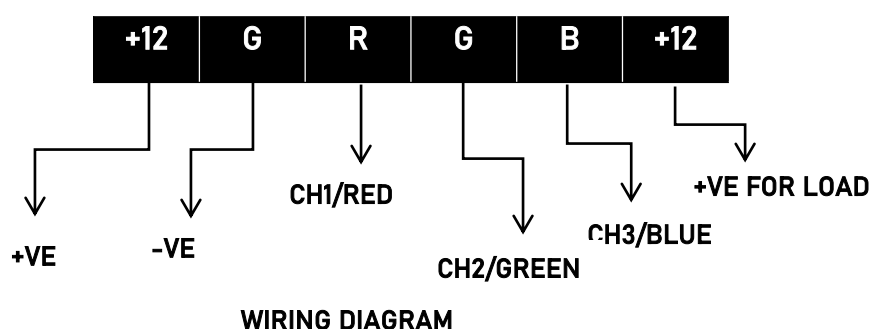 +12 G R G B +12
CH1/RED
+VE FOR LOAD
+VE
-VE
CH3/BLUE
CH2/GREEN
WIRING DIAGRAM